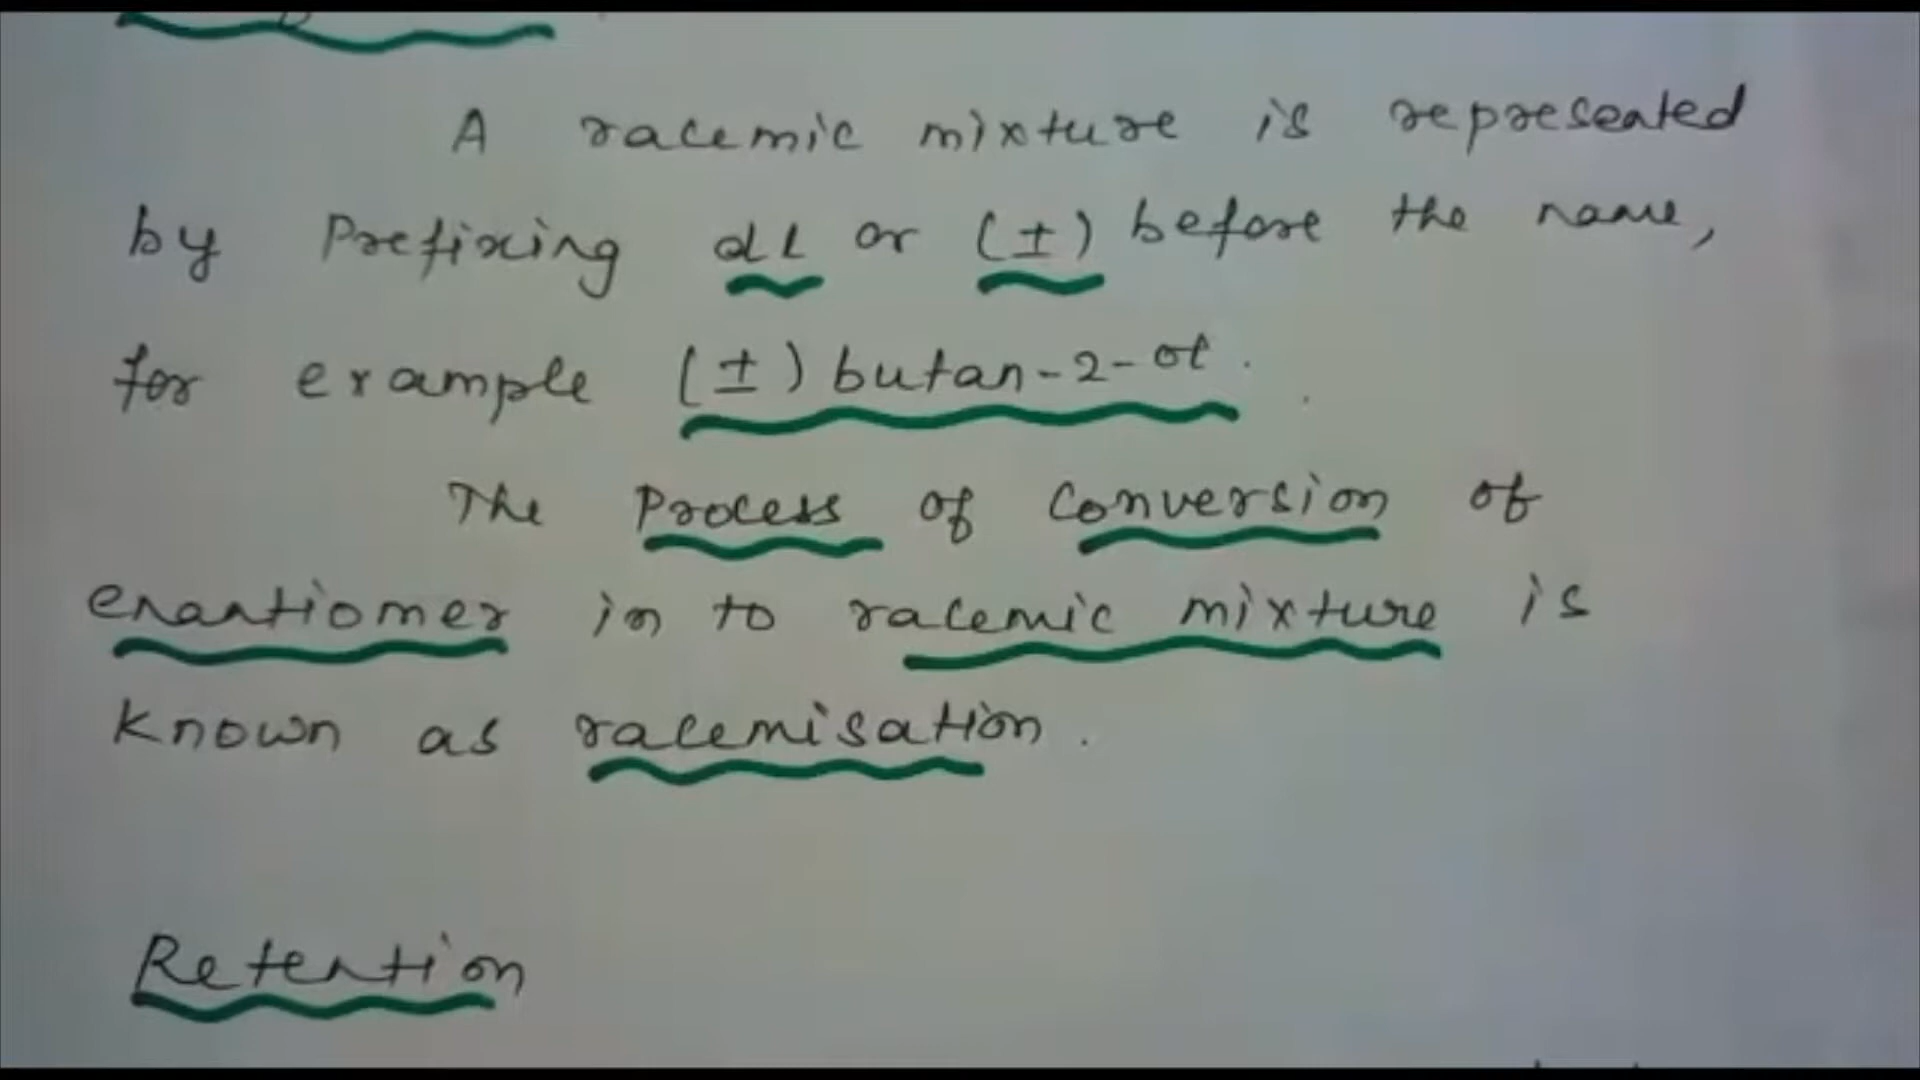 A racemic mixture is represented
by Prefixing dl or (±) before the name,
for example (±) butan-2-ol.
The Process of Conversion of
enantiomer in to racemic mixture is
known as racemisation.
Retention